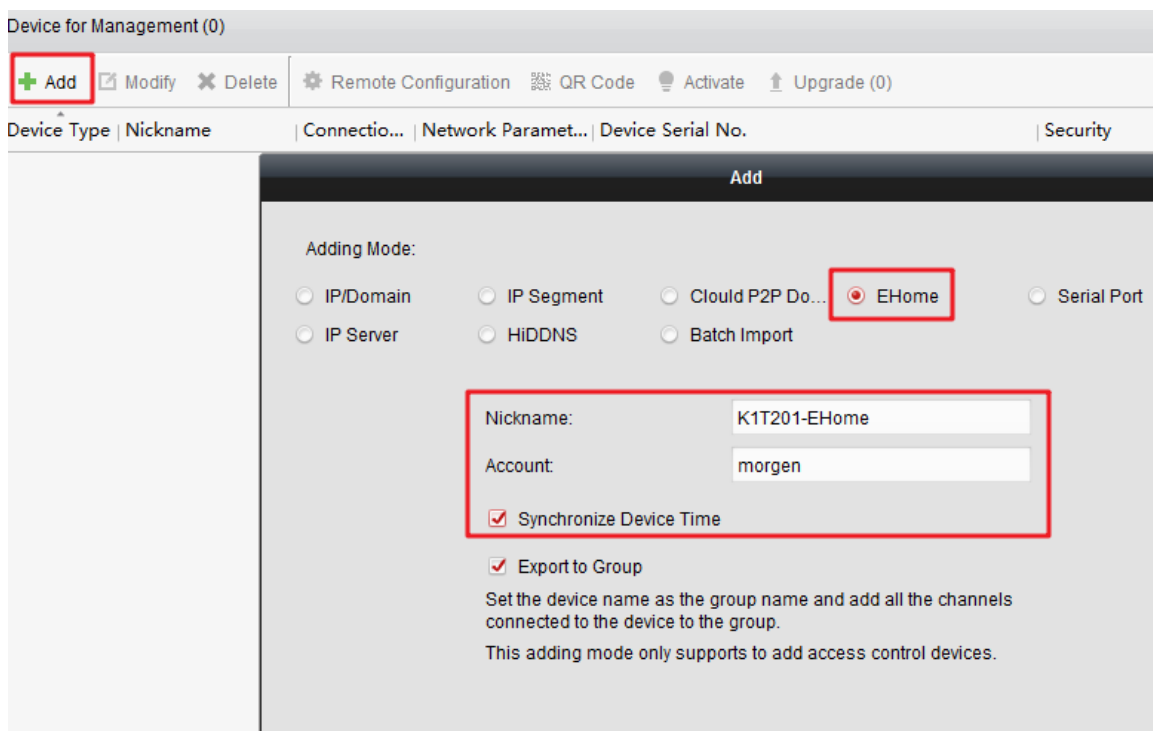 Device for Management (0)
Add Modify Delete Remote Configuration QR Code Activate Upgrade (0)
Device Type Nickname Connectio... Network Paramet... Device Serial No. Security
Add
Adding Mode:
IP/Domain IP Segment Clould P2P Do... EHome Serial Port
IP Server HiDDNS Batch Import
Nickname: K1T201-EHome
Account: morgen
Synchronize Device Time
Export to Group
Set the device name as the group name and add all the channels
connected to the device to the group.
This adding mode only supports to add access control devices.